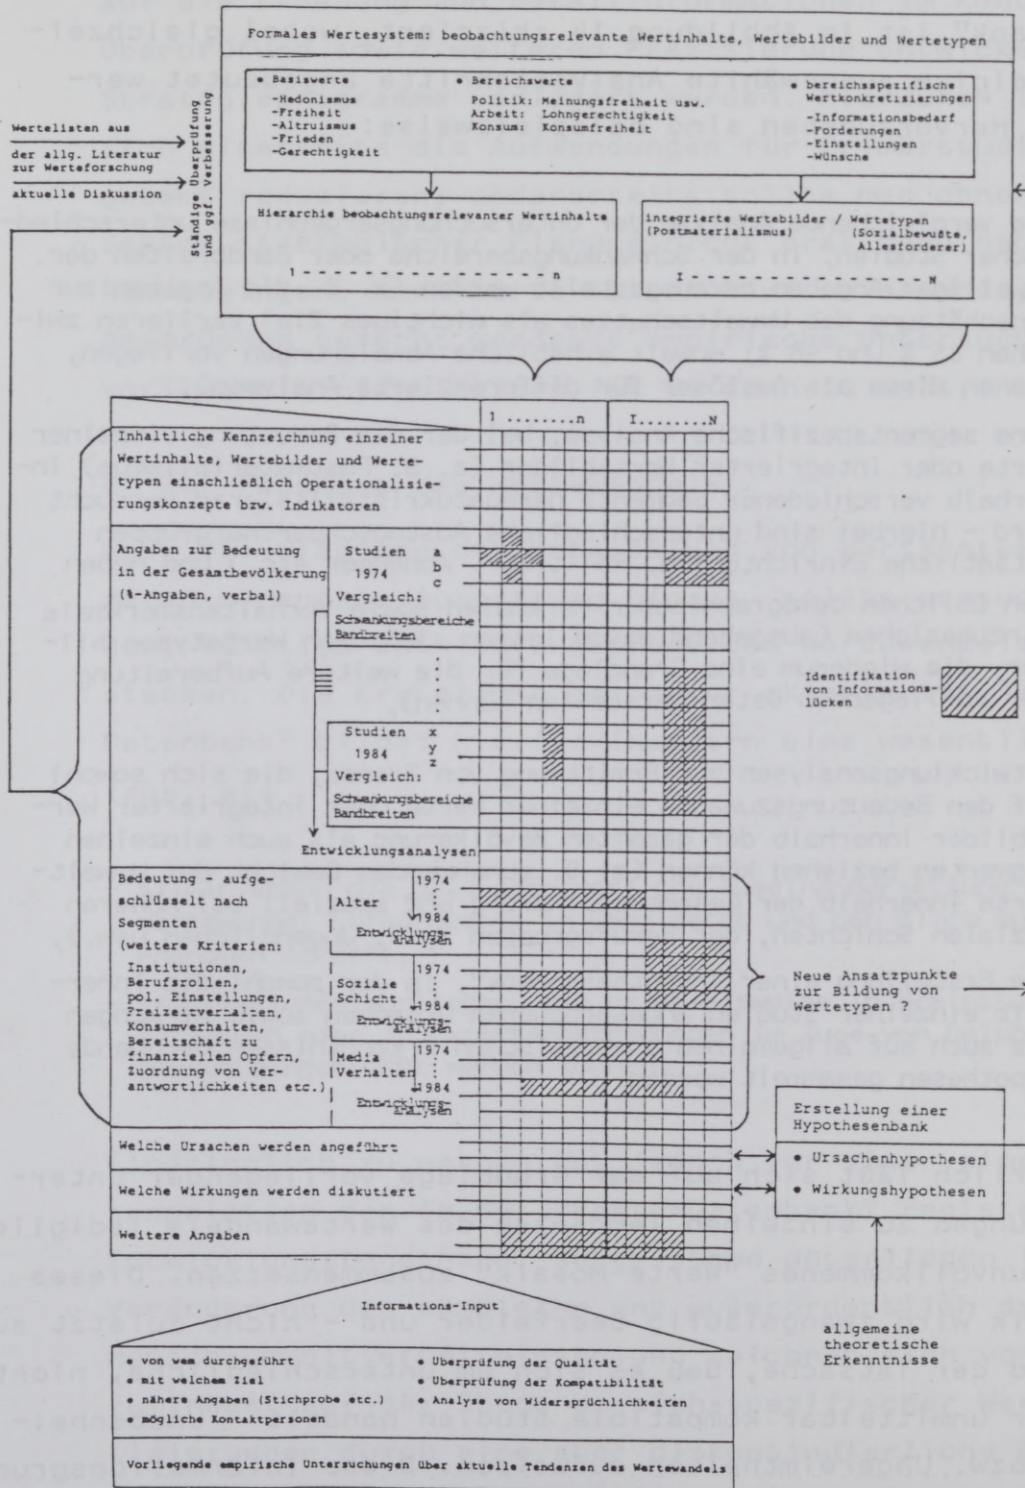 Formales Wertesystem: beobachtungsrelevante Wertinhalte, Wertebilder und Wertetypen
• Basiswerte
-Hedonismus
-Freiheit
-Altruismus
-Frieden
-Gerechtigkeit
• Bereichswerte
Politik: Meinungsfreiheit usw.
Arbeit: Lohngerechtigkeit
Konsum: Konsumfreiheit
• bereichsspezifische
Wertkonkretisierungen
-Informationsbedarf
-Forderungen
-Einstellungen
-Wünsche
Wertelisten aus
der allg. Literatur
zur Werteforschung
aktuelle Diskussion
Ständige Überprüfung
und ggf. Verbesserung
Hierarchie beobachtungsrelevanter Wertinhalte
1 - - - - - - - - - - - - - - - - - - - - n
integrierte Wertebilder / Wertetypen
(Postmaterialismus) (Sozialbewußte,
Allesforderer)
I - - - - - - - - - - - - - - - - - - - - N
1 ........n I........N
Inhaltliche Kennzeichnung einzelner
Wertinhalte, Wertebilder und Werte-
typen einschließlich Operationalisie-
rungskonzepte bzw. Indikatoren
Angaben zur Bedeutung
in der Gesamtbevölkerung
(%-Angaben, verbal)
Studien a
b
1974 c
Vergleich:
Schwankungsbereiche
Bandbreiten
Studien x
1984 y
z
Vergleich:
Schwankungsbereiche
Bandbreiten
Entwicklungsanalysen
Identifikation
von Informations-
lücken
Bedeutung - aufge-
schlüsselt nach
Segmenten
(weitere Kriterien:
Institutionen,
Berufsrollen,
pol. Einstellungen,
Freizeitverhalten,
Konsumverhalten,
Bereitschaft zu
finanziellen Opfern,
Zuordnung von Ver-
antwortlichkeiten etc.)
Alter
1974
1984
Entwicklungs-
analysen
Soziale
Schicht
1974
1984
Entwicklungs-
analysen
Media
Verhalten
1974
1984
Entwicklungs-
analysen
Neue Ansatzpunkte
zur Bildung von
Wertetypen ?
Welche Ursachen werden angeführt
Welche Wirkungen werden diskutiert
Weitere Angaben
Erstellung einer
Hypothesenbank
• Ursachenhypothesen
• Wirkungshypothesen
allgemeine
theoretische
Erkenntnisse
Informations-Input
• von wem durchgeführt
• mit welchem Ziel
• nähere Angaben (Stichprobe etc.)
• mögliche Kontaktpersonen
• Überprüfung der Qualität
• Überprüfung der Kompatibilität
• Analyse von Widersprüchlichkeiten
Vorliegende empirische Untersuchungen über aktuelle Tendenzen des Wertewandels